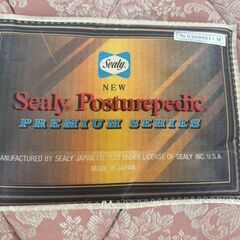 Sealy
NEW
Sealy Posturepedic
PREMIUM SERIES
MANUFACTURED BY SEALY JAPAN CO., LTD UNDER LICENSE OF SEALY INC. U.S.A
MADE IN JAPAN